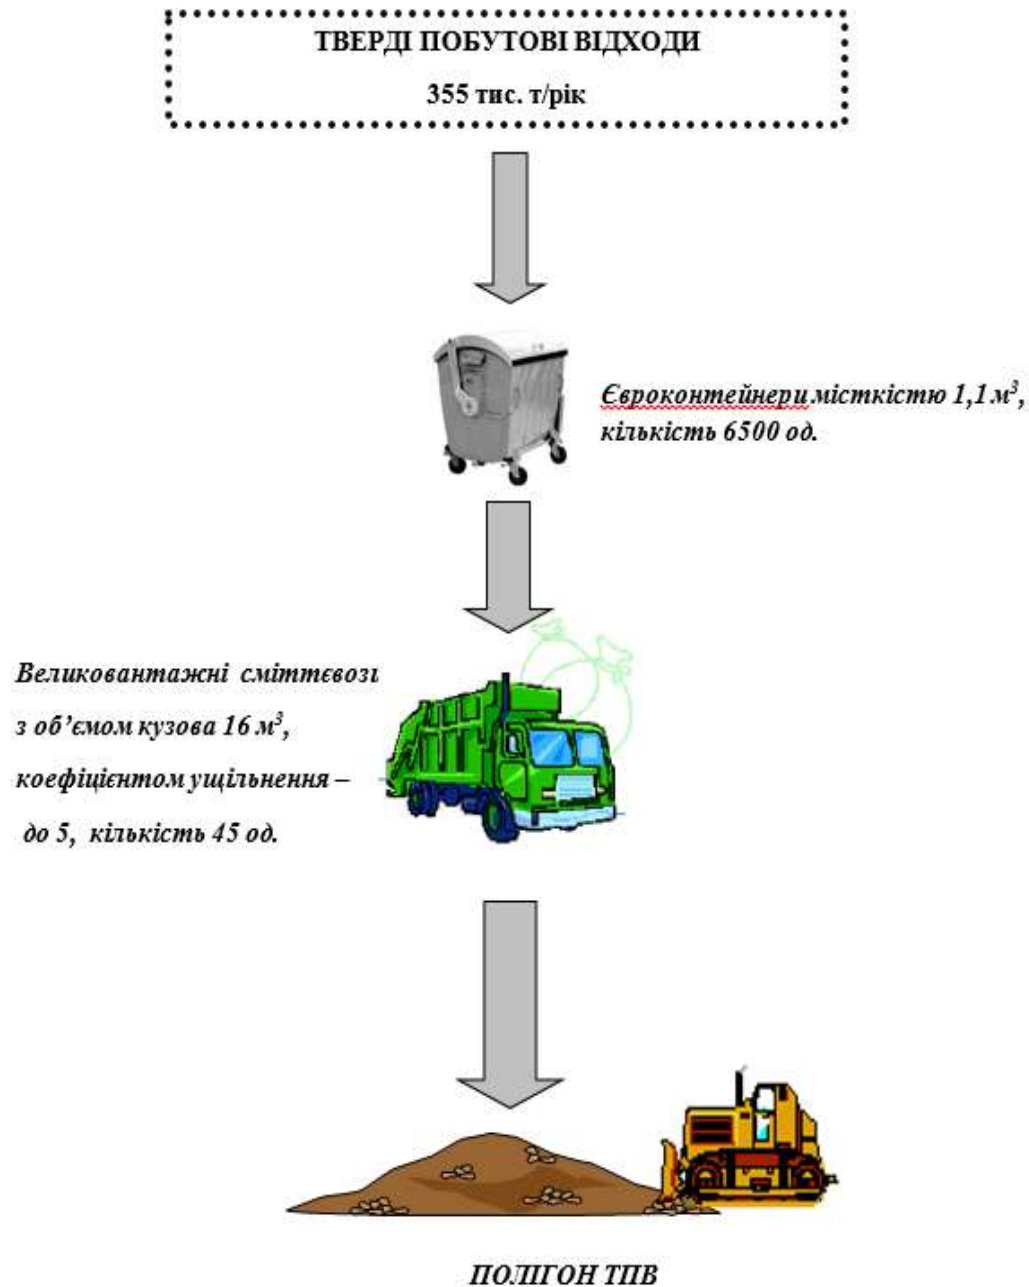 ТВЕРДІ ПОБУТОВІ ВІДХОДИ
355 тис. т/рік
Євроконтейнери місткістю 1,1 м³,
кількість 6500 од.
Великовантажні сміттєвозі
з об’ємом кузова 16 м³,
коефіцієнтом ущільнення –
до 5, кількість 45 од.
ПОЛІГОН ТПВ